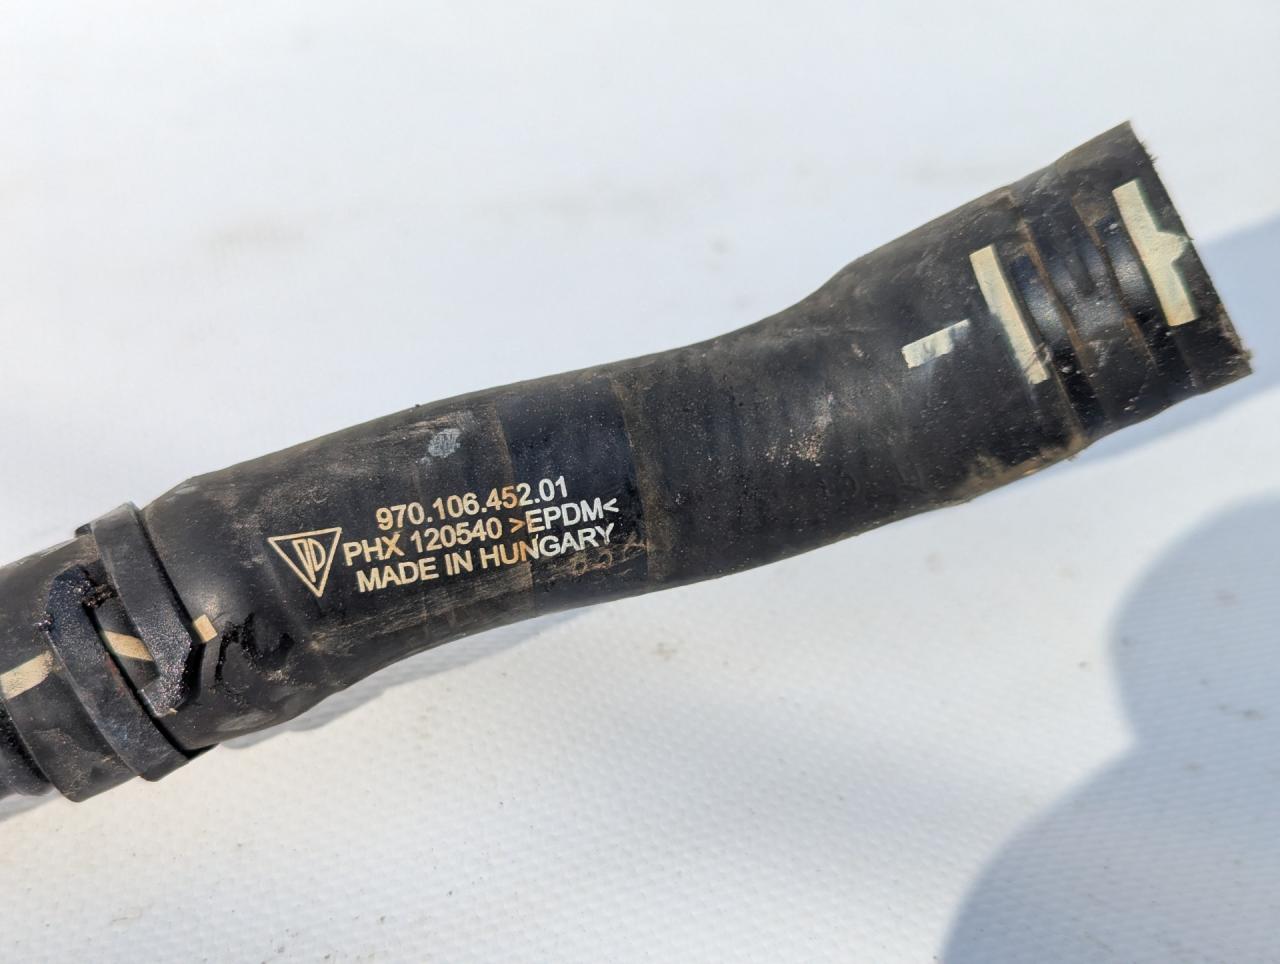 970.106.452.01
PHX 120540 >EPDM<
MADE IN HUNGARY